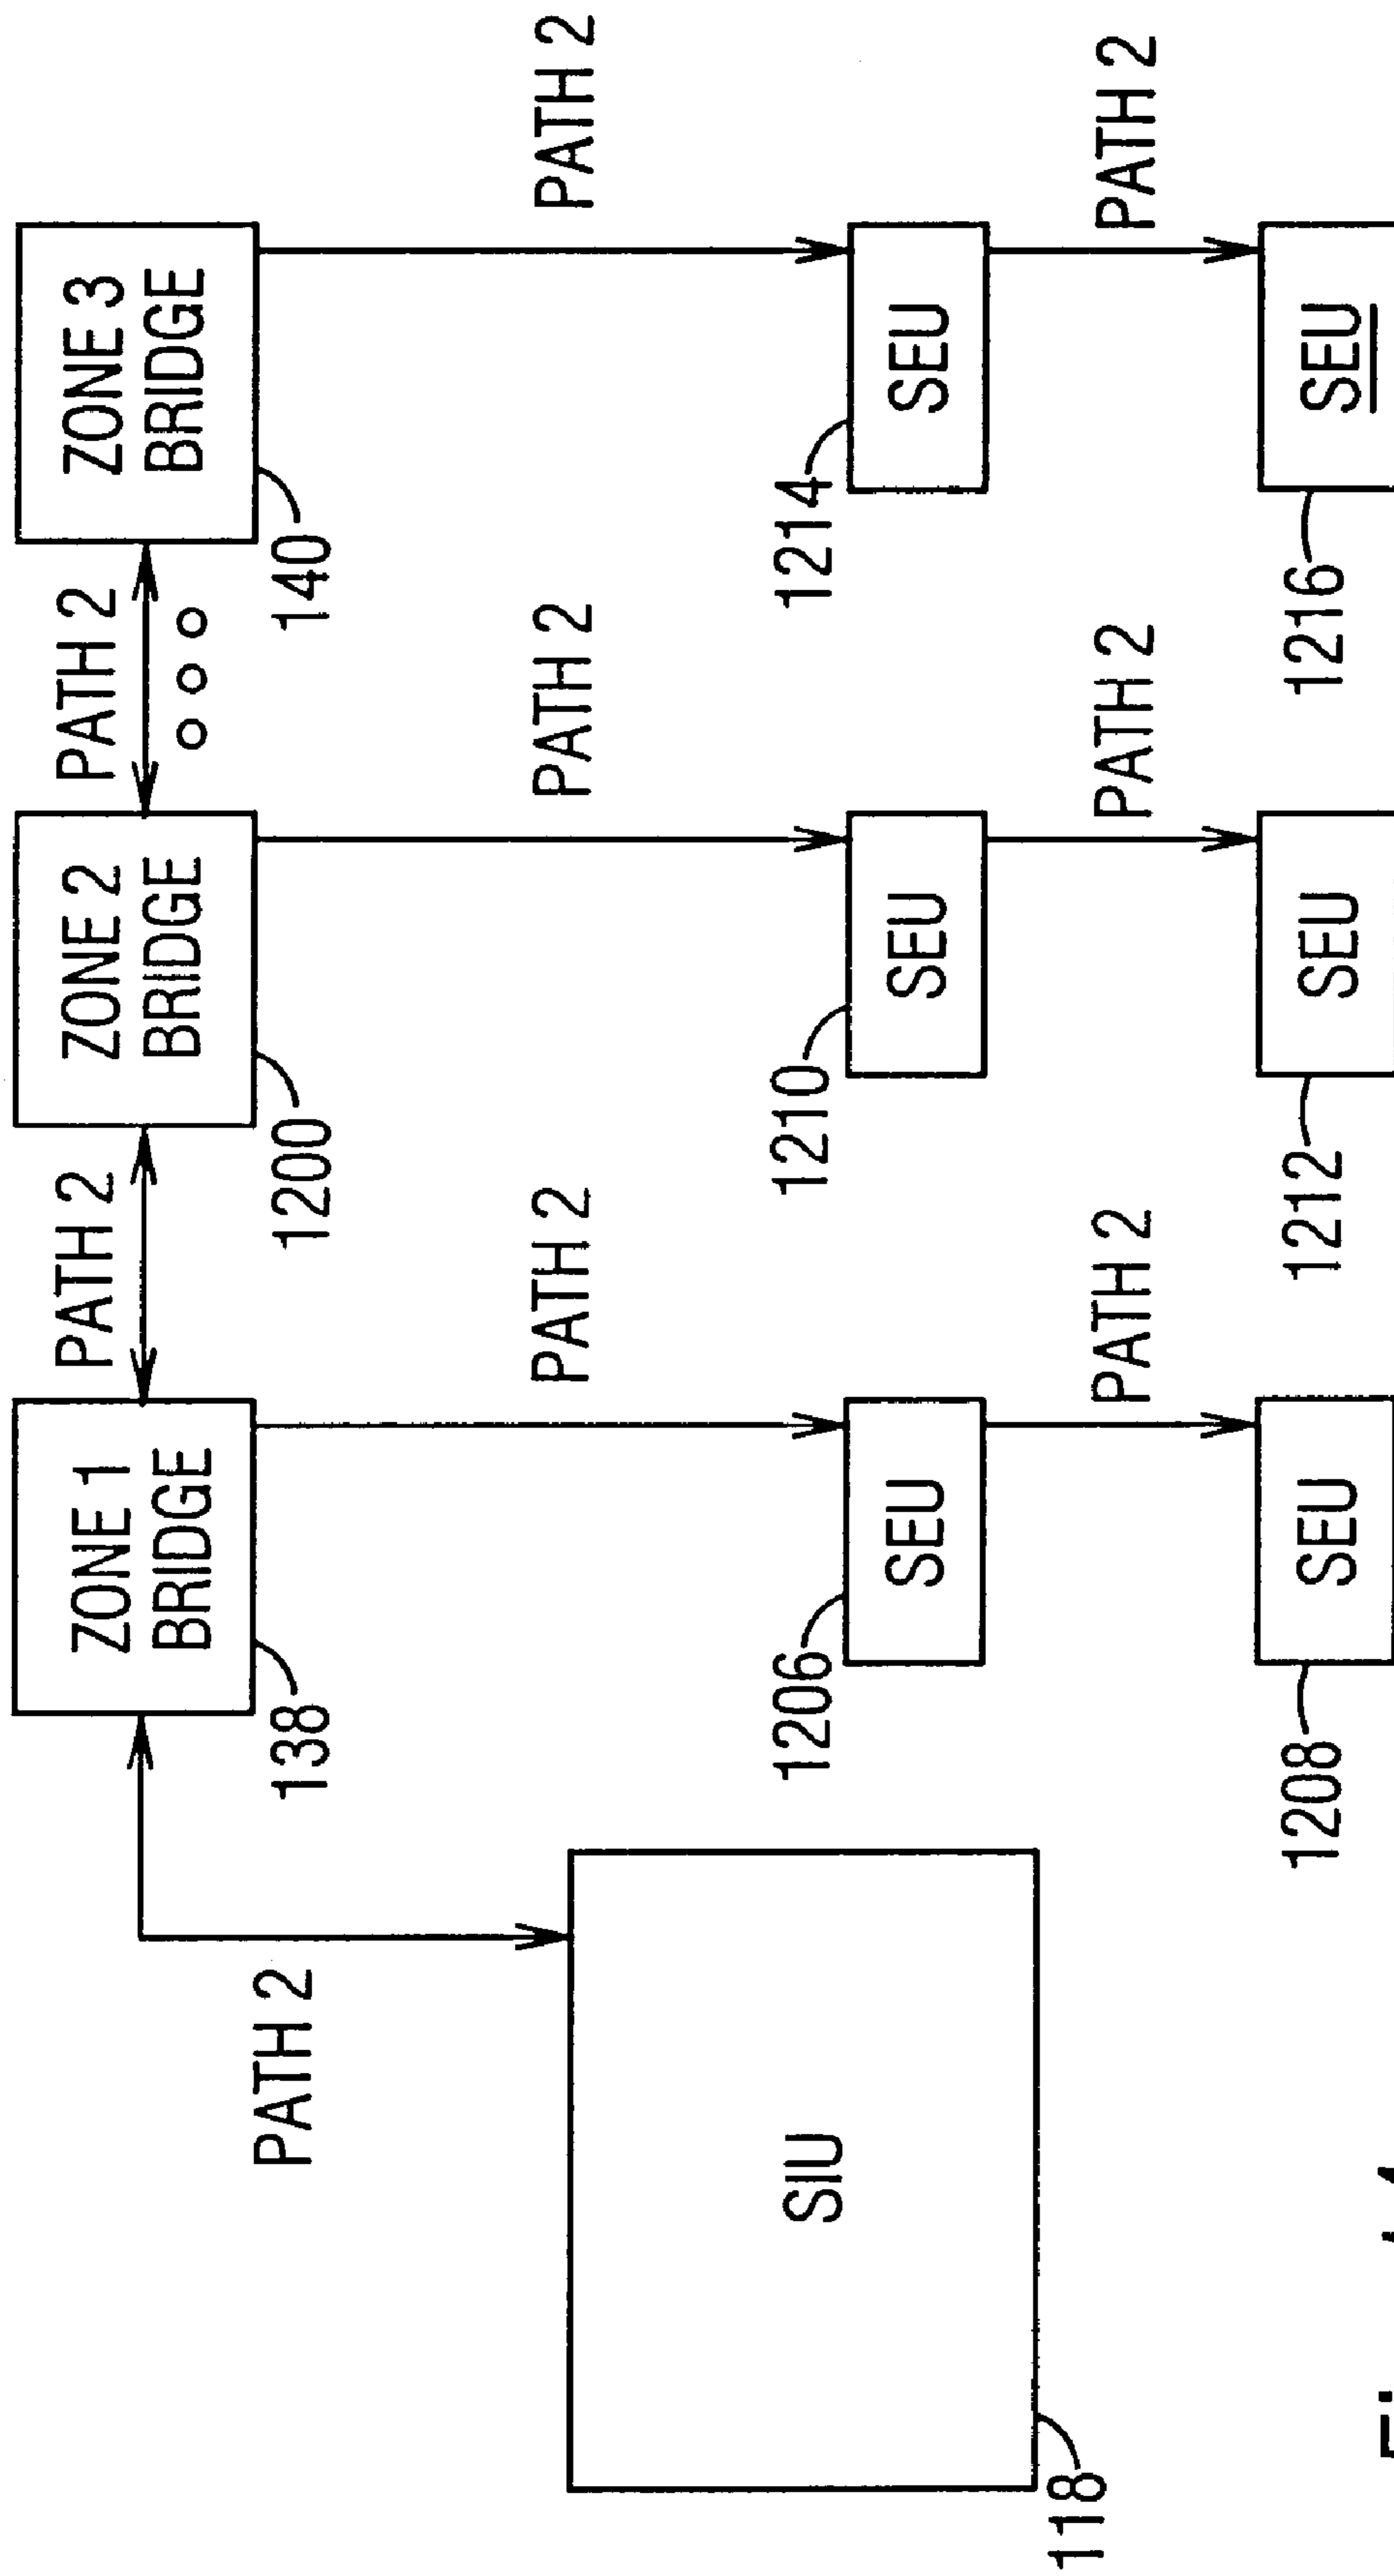 ZONE 1
BRIDGE
PATH 2
ZONE 2
BRIDGE
PATH 2
ZONE 3
BRIDGE
PATH 2
138
1200
140
PATH 2
PATH 2
PATH 2
SIU
118
1206
SEU
1210
SEU
1214
SEU
PATH 2
PATH 2
PATH 2
1208
SEU
1212
SEU
1216
SEU